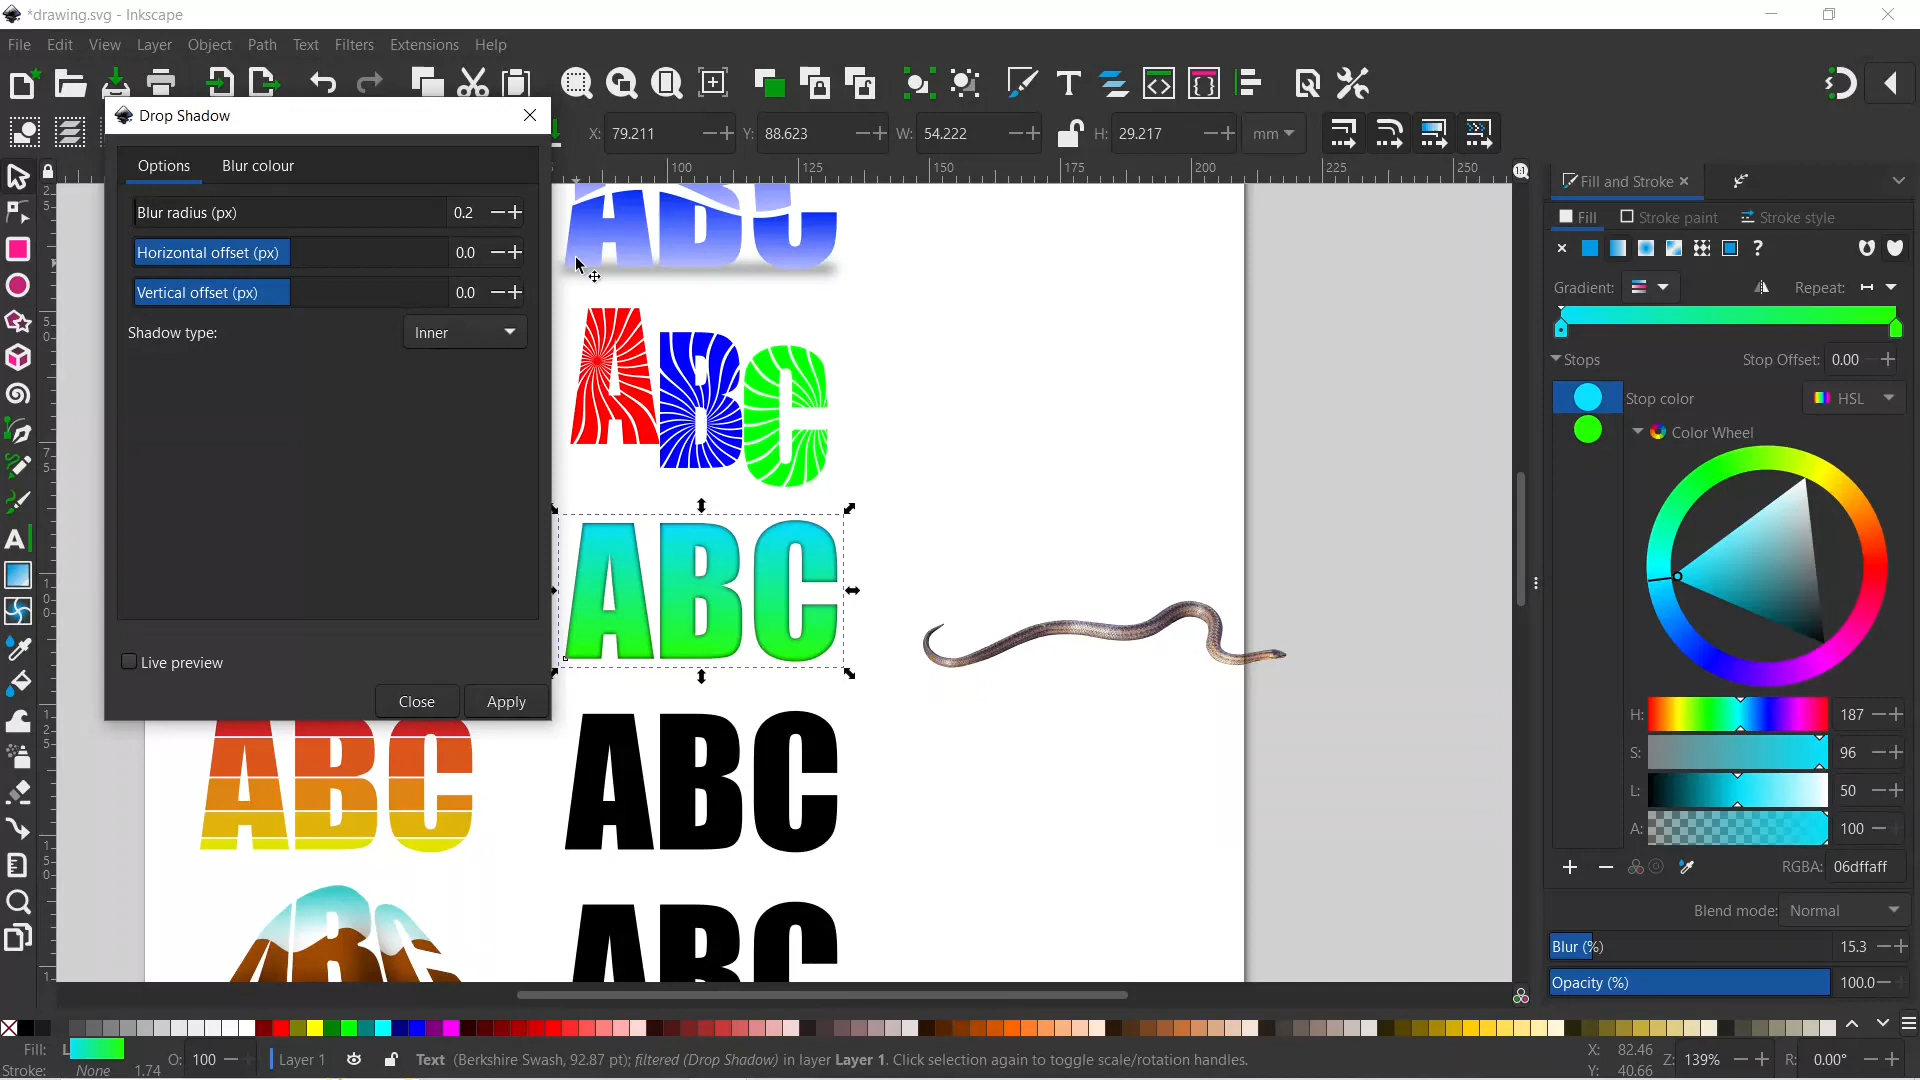 *drawing.svg - Inkscape
File Edit View Layer Object Path Text Filters Extensions Help
Drop Shadow
X: 79.211 Y: 88.623 W: 54.222 H: 29.217 mm
Options Blur colour
100 125 150 175 200 225 250
Blur radius (px) 0.2
Horizontal offset (px) 0.0
Vertical offset (px) 0.0
Shadow type: Inner
Live preview
Close Apply
ABC
ABC
ABC
ABC
ABC
ABC
ABC
Fill and Stroke
Fill Stroke paint Stroke style
Gradient: Repeat:
Stops Stop Offset: 0.00
Stop color HSL
Color Wheel
H: 187
S: 96
L: 50
A: 100
RGBA: 06dffaff
Blend mode: Normal
Blur (%) 15.3
Opacity (%) 100.0
Fill: L O: 100 Layer 1 Text (Berkshire Swash, 92.87 pt); filtered (Drop Shadow) in layer Layer 1. Click selection again to toggle scale/rotation handles. X: 82.46 Z: 139% R: 0.00°
Stroke: None 1.74 Y: 40.66